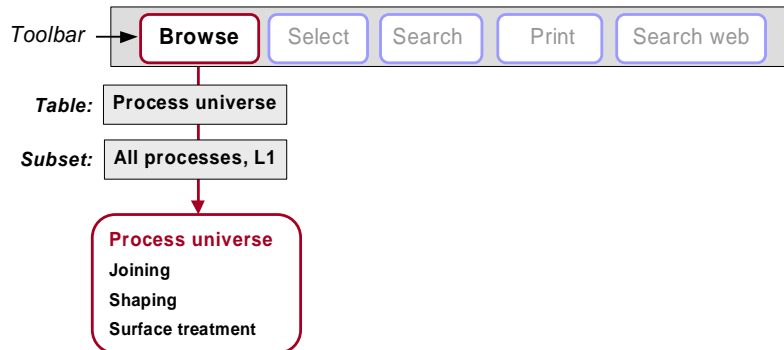 Toolbar Browse Select Search Print Search web
Table: Process universe
Subset: All processes, L1
Process universe
Joining
Shaping
Surface treatment